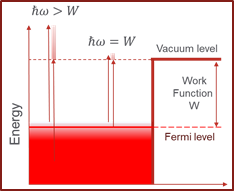 ℏω > W
ℏω = W
Vacuum level
Work
Function
W
Fermi level
Energy